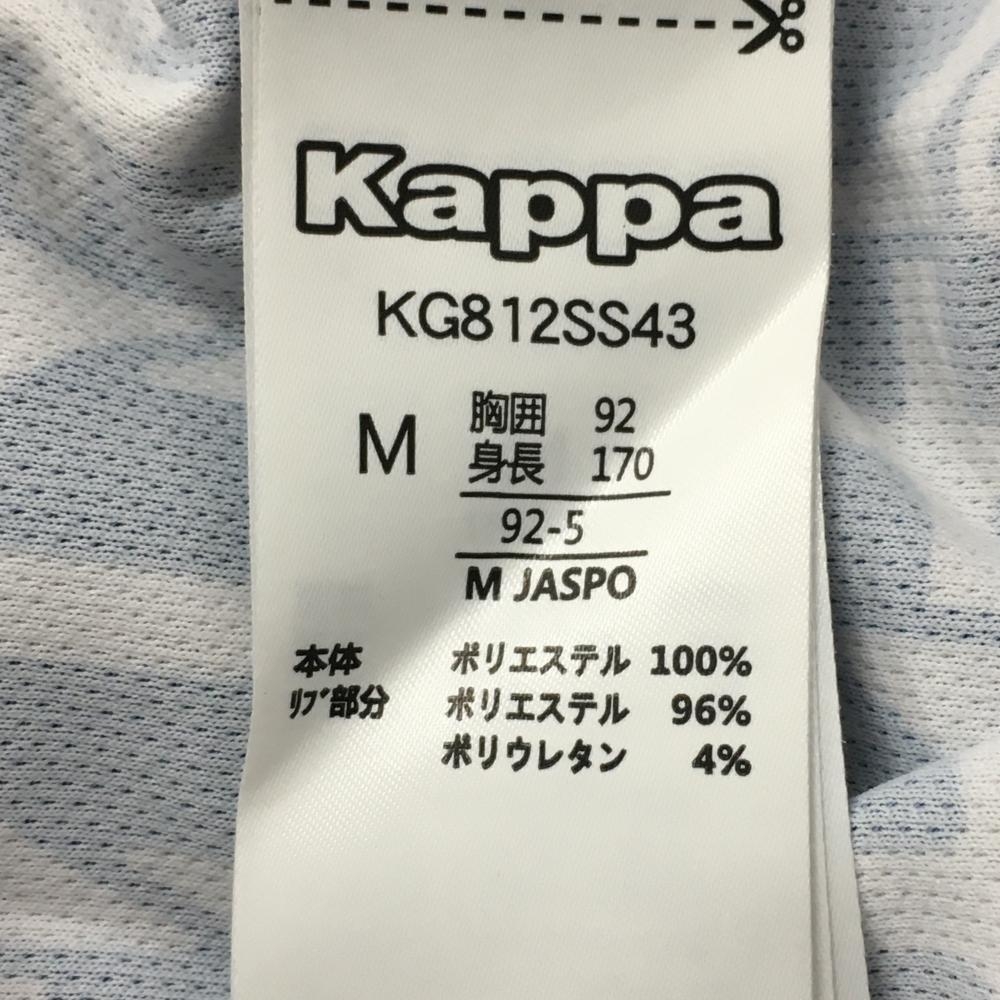 Kappa
KG812SS43
M
胸囲 92
身長 170
92-5
M JASPO
本体 ポリエステル 100%
ﾘﾌﾞ部分 ポリエステル 96%
ポリウレタン 4%